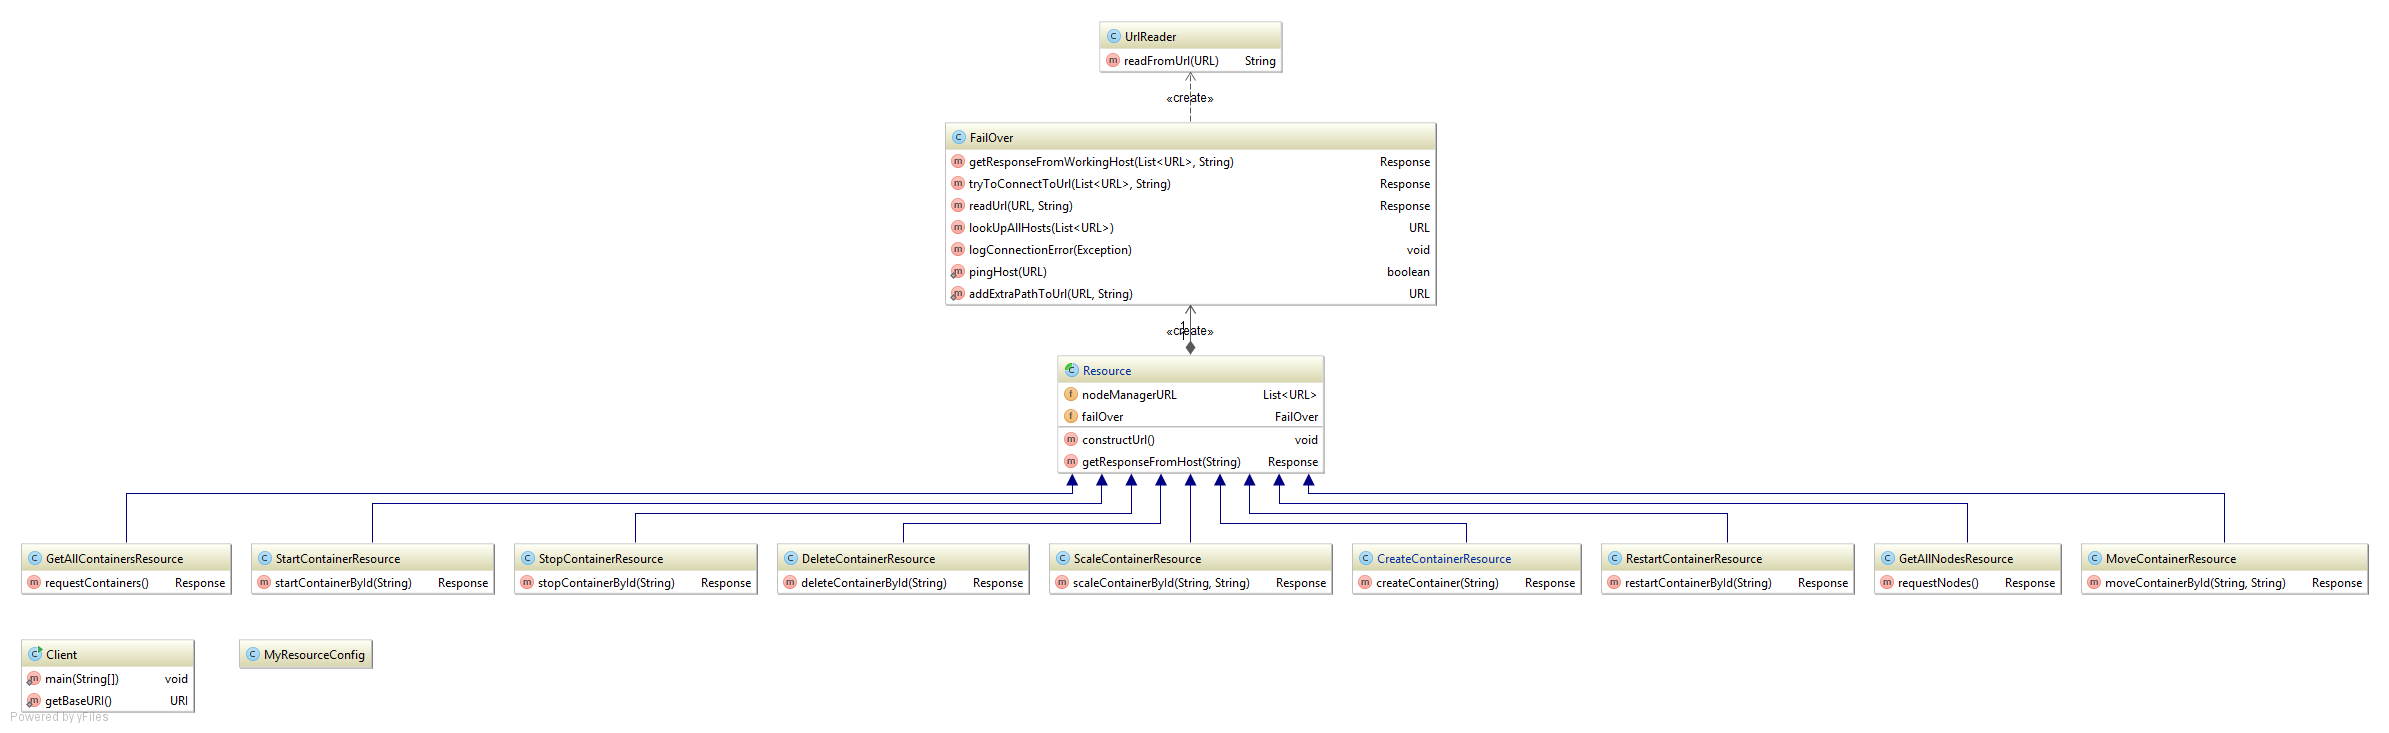 UrlReader
readFromUrl(URL) String
«create»
FailOver
getResponseFromWorkingHost(List<URL>, String) Response
tryToConnectToUrl(List<URL>, String) Response
readUrl(URL, String) Response
lookUpAllHosts(List<URL>) URL
logConnectionError(Exception) void
pingHost(URL) boolean
addExtraPathToUrl(URL, String) URL
1
«create»
Resource
nodeManagerURL List<URL>
failOver FailOver
constructUrl() void
getResponseFromHost(String) Response
GetAllContainersResource
requestContainers() Response
StartContainerResource
startContainerById(String) Response
StopContainerResource
stopContainerById(String) Response
DeleteContainerResource
deleteContainerById(String) Response
ScaleContainerResource
scaleContainerById(String, String) Response
CreateContainerResource
createContainer(String) Response
RestartContainerResource
restartContainerById(String) Response
GetAllNodesResource
requestNodes() Response
MoveContainerResource
moveContainerById(String, String) Response
Client
main(String[]) void
getBaseURI() URI
MyResourceConfig
Powered by yFiles